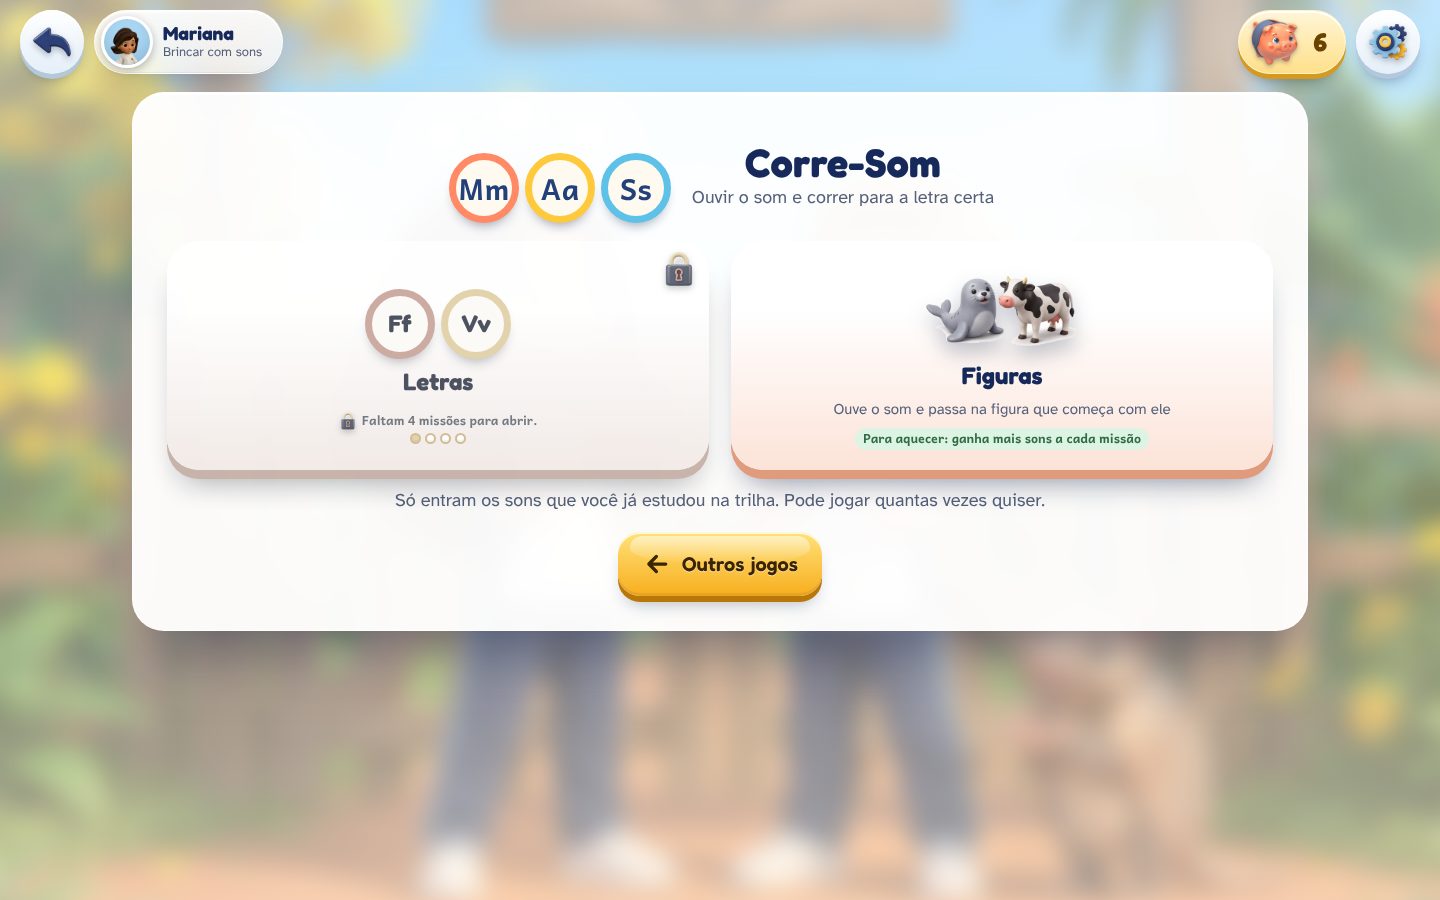 Mariana
Brincar com sons
6
Mm Aa Ss
Corre-Som
Ouvir o som e correr para a letra certa
Ff Vv
Letras
Faltam 4 missões para abrir.
Figuras
Ouve o som e passa na figura que começa com ele
Para aquecer: ganha mais sons a cada missão
Só entram os sons que você já estudou na trilha. Pode jogar quantas vezes quiser.
Outros jogos